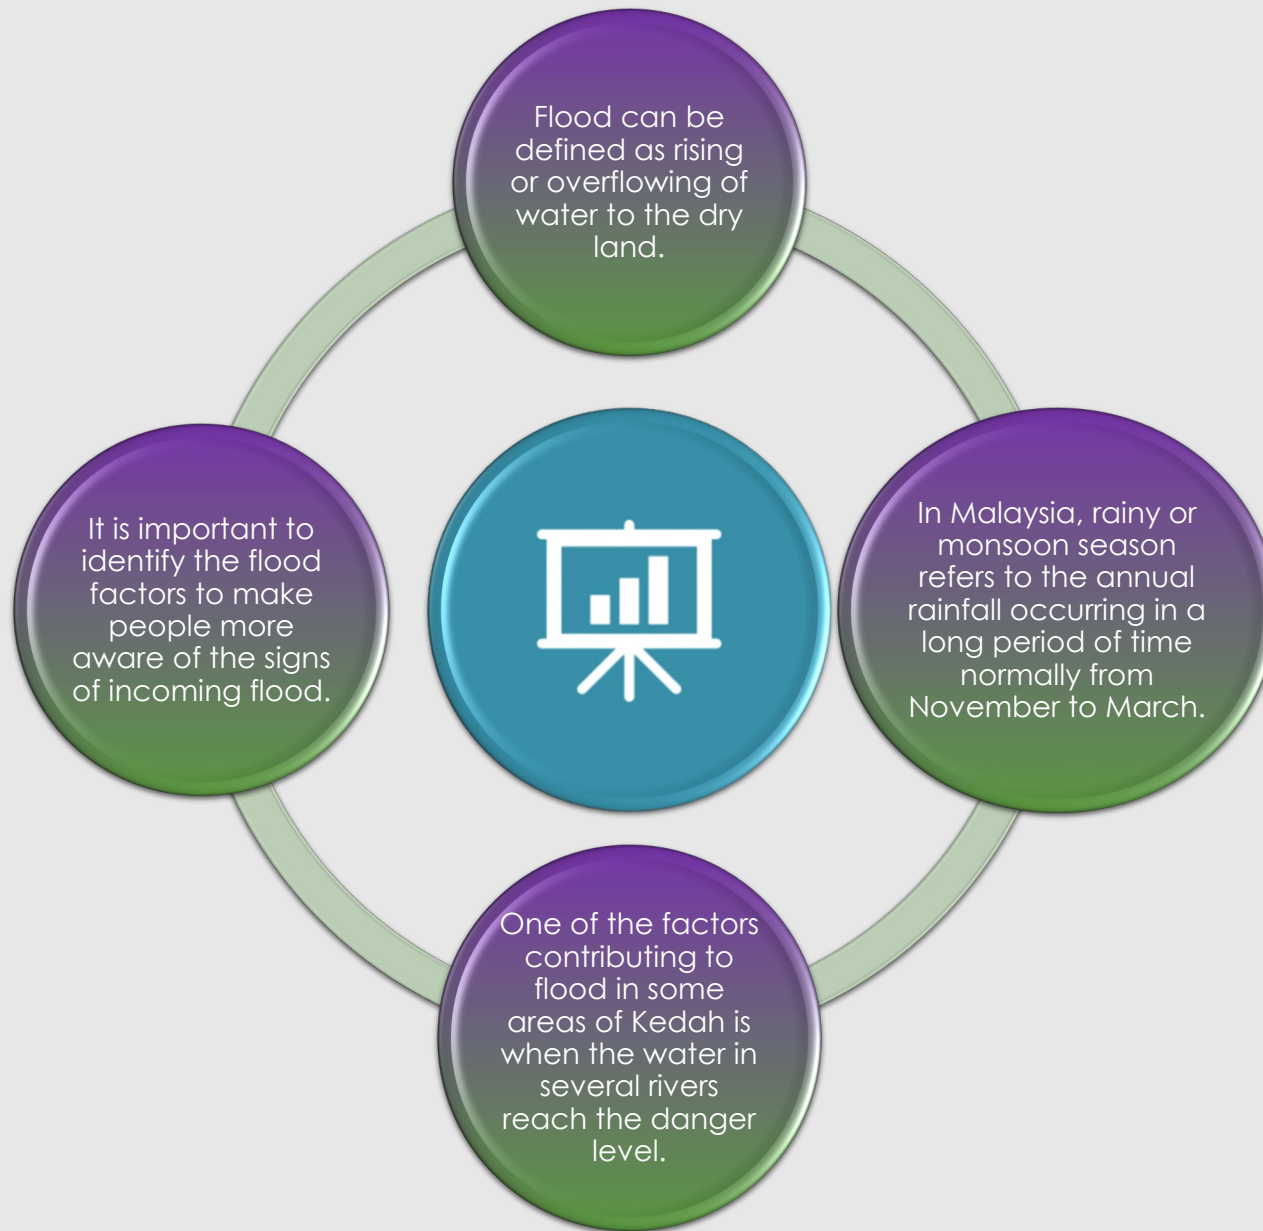 Flood can be
defined as rising
or overflowing of
water to the dry
land.
In Malaysia, rainy or
monsoon season
refers to the annual
rainfall occurring in a
long period of time
normally from
November to March.
One of the factors
contributing to
flood in some
areas of Kedah is
when the water in
several rivers
reach the danger
level.
It is important to
identify the flood
factors to make
people more
aware of the signs
of incoming flood.